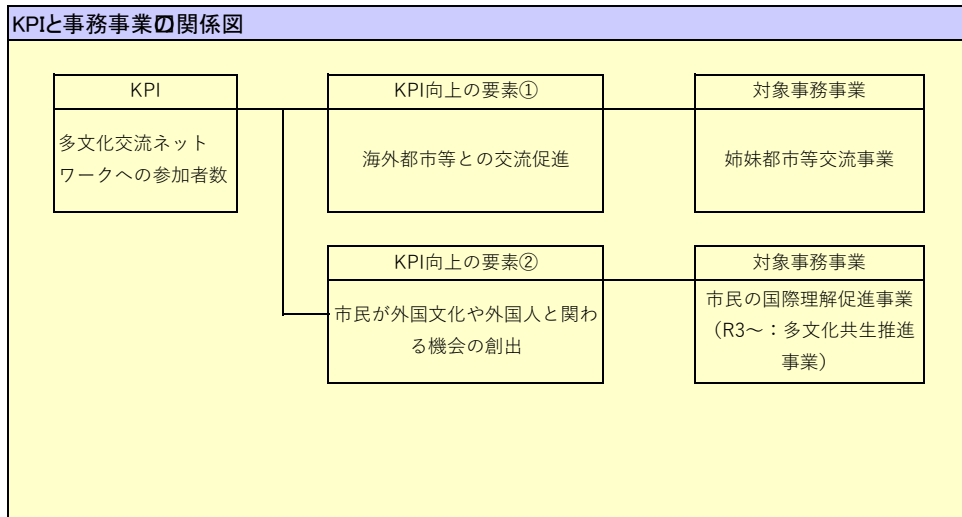 KPIと事務事業の関係図
KPI
多文化交流ネット
ワークへの参加者数
KPI向上の要素①
海外都市等との交流促進
対象事務事業
姉妹都市等交流事業
KPI向上の要素②
市民が外国文化や外国人と関わ
る機会の創出
対象事務事業
市民の国際理解促進事業
（R3～：多文化共生推進
事業）